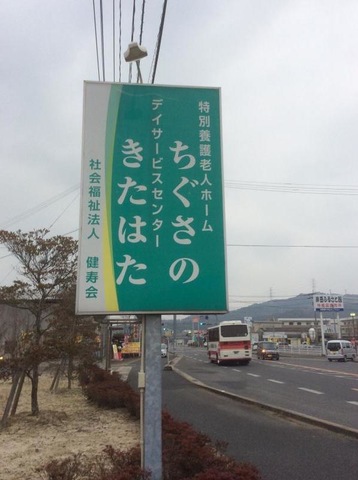 特別養護老人ホーム
ちぐさの
デイサービスセンター
きたはた
社会福祉法人 健寿会